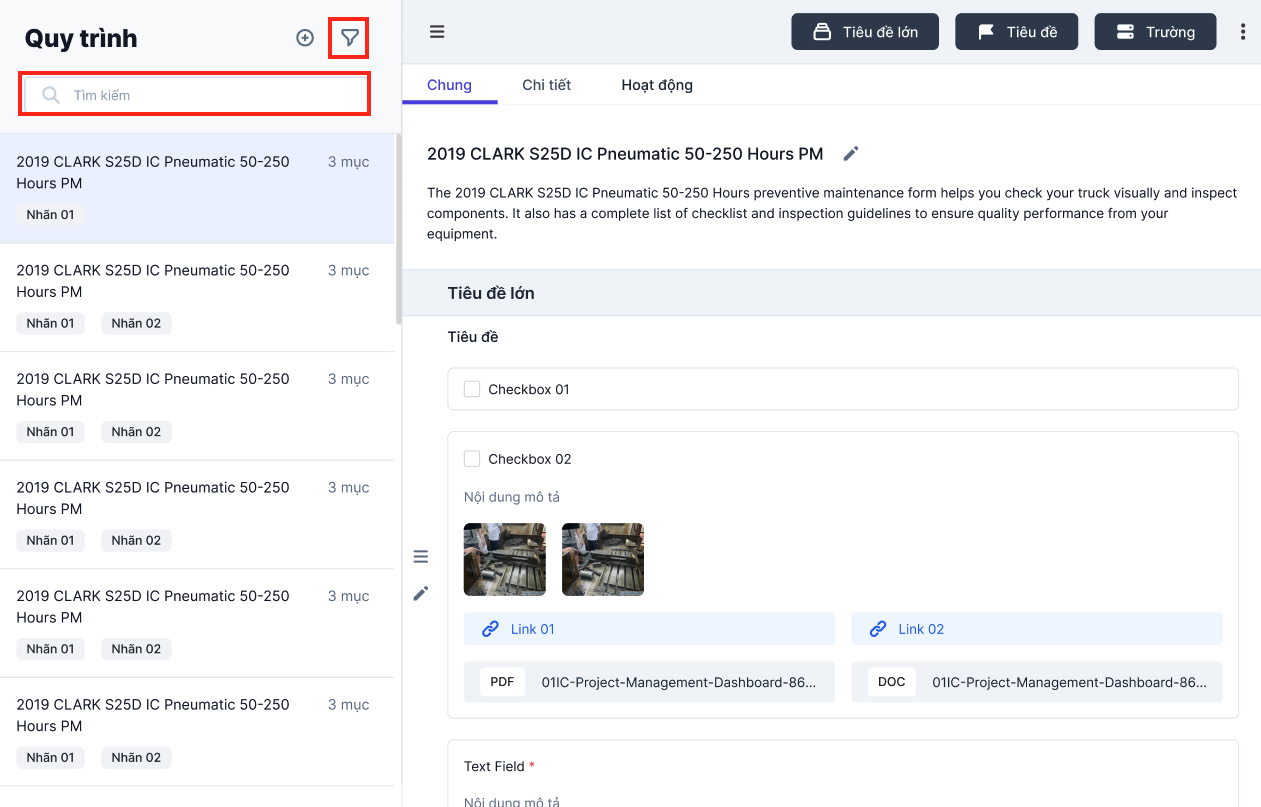 Quy trình
Tìm kiếm
2019 CLARK S25D IC Pneumatic 50-250
Hours PM
3 mục
Nhãn 01
2019 CLARK S25D IC Pneumatic 50-250
Hours PM
3 mục
Nhãn 01
Nhãn 02
2019 CLARK S25D IC Pneumatic 50-250
Hours PM
3 mục
Nhãn 01
Nhãn 02
2019 CLARK S25D IC Pneumatic 50-250
Hours PM
3 mục
Nhãn 01
Nhãn 02
2019 CLARK S25D IC Pneumatic 50-250
Hours PM
3 mục
Nhãn 01
Nhãn 02
2019 CLARK S25D IC Pneumatic 50-250
Hours PM
3 mục
Nhãn 01
Nhãn 02
Tiêu đề lớn
Tiêu đề
Trường
Chung
Chi tiết
Hoạt động
2019 CLARK S25D IC Pneumatic 50-250 Hours PM
The 2019 CLARK S25D IC Pneumatic 50-250 Hours preventive maintenance form helps you check your truck visually and inspect
components. It also has a complete list of checklist and inspection guidelines to ensure quality performance from your
equipment.
Tiêu đề lớn
Tiêu đề
Checkbox 01
Checkbox 02
Nội dung mô tả
Link 01
Link 02
PDF
01IC-Project-Management-Dashboard-86...
DOC
01IC-Project-Management-Dashboard-86...
Text Field *
Nội dung mô tả